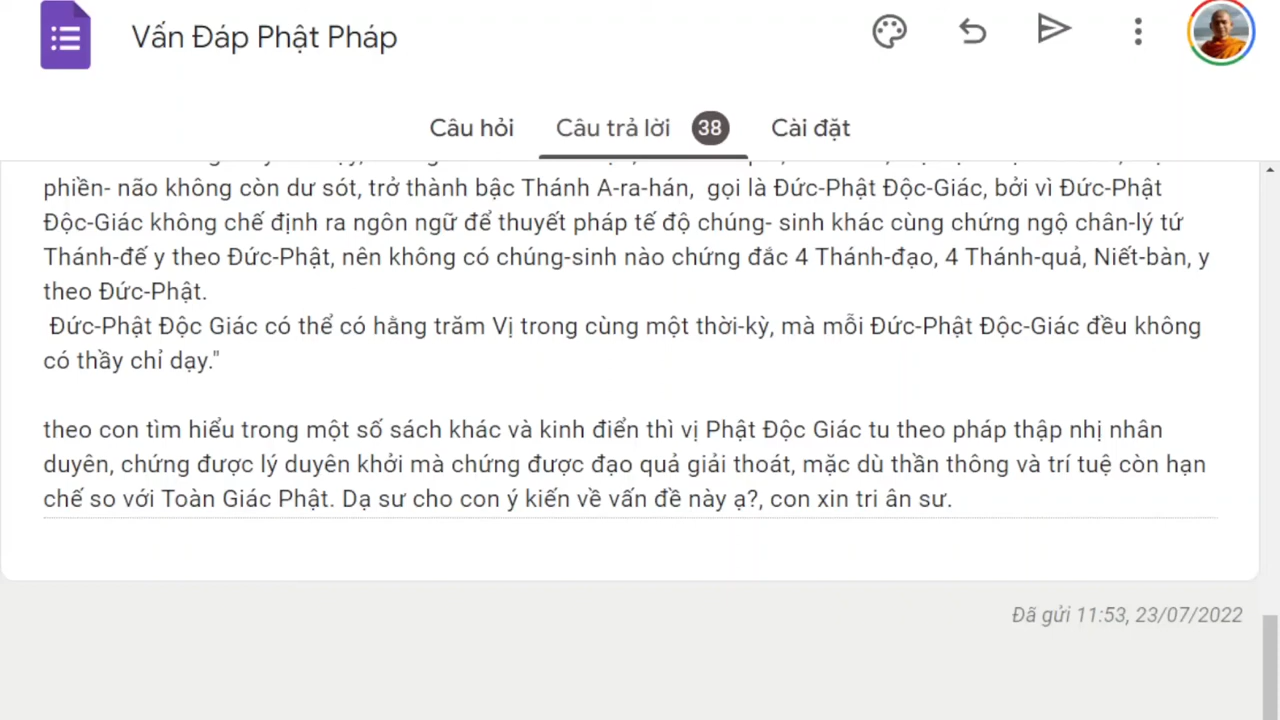 Vấn Đáp Phật Pháp
Câu hỏi
Câu trả lời 38
Cài đặt
phiền- não không còn dư sót, trở thành bậc Thánh A-ra-hán,  gọi là Đức-Phật Độc-Giác, bởi vì Đức-Phật
Độc-Giác không chế định ra ngôn ngữ để thuyết pháp tế độ chúng- sinh khác cùng chứng ngộ chân-lý tứ
Thánh-đế y theo Đức-Phật, nên không có chúng-sinh nào chứng đắc 4 Thánh-đạo, 4 Thánh-quả, Niết-bàn, y
theo Đức-Phật.
Đức-Phật Độc Giác có thể có hằng trăm Vị trong cùng một thời-kỳ, mà mỗi Đức-Phật Độc-Giác đều không
có thầy chỉ dạy."
theo con tìm hiểu trong một số sách khác và kinh điển thì vị Phật Độc Giác tu theo pháp thập nhị nhân
duyên, chứng được lý duyên khởi mà chứng được đạo quả giải thoát, mặc dù thần thông và trí tuệ còn hạn
chế so với Toàn Giác Phật. Dạ sư cho con ý kiến về vấn đề này ạ?, con xin tri ân sư.
Đã gửi 11:53, 23/07/2022